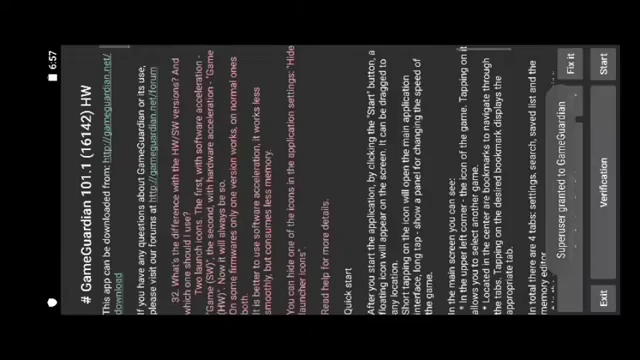 6:57
# GameGuardian 101.1 (16142) HW
This app can be downloaded from: http://gameguardian.net/
download
If you have any questions about GameGuardian or its use,
please visit our forums at http://gameguardian.net/forum
32. What's the difference with the HW/SW versions? And
which one should I use?
Two launch icons. The first, with software acceleration -
"Game (SW)', the second, with hardware acceleration - "Game
(HW)'. Now it will always be so.
On some firmwares only one version works, on normal ones
both.
It is better to use software acceleration, it works less
smoothly, but consumes less memory.
You can hide one of the icons in the application settings: "Hide
launcher icons".
Read help for more details.
Quick start
After you start the application, by clicking the "Start" button, a
floating icon will appear on the screen. It can be dragged to
any location.
Short tapping on the icon will open the main application
interface, long tap - show a panel for changing the speed of
the game.
In the main screen you can see:
* In the upper left corner - the icon of the game. Tapping on it
allows you to select another game.
* Located in the center are bookmarks to navigate through
the tabs. Tapping on the desired bookmark displays the
appropriate tab.
In total there are 4 tabs: settings, search, saved list and the
memory editor.
Superuser granted to GameGuardian
Fix it
Exit
Verification
Start